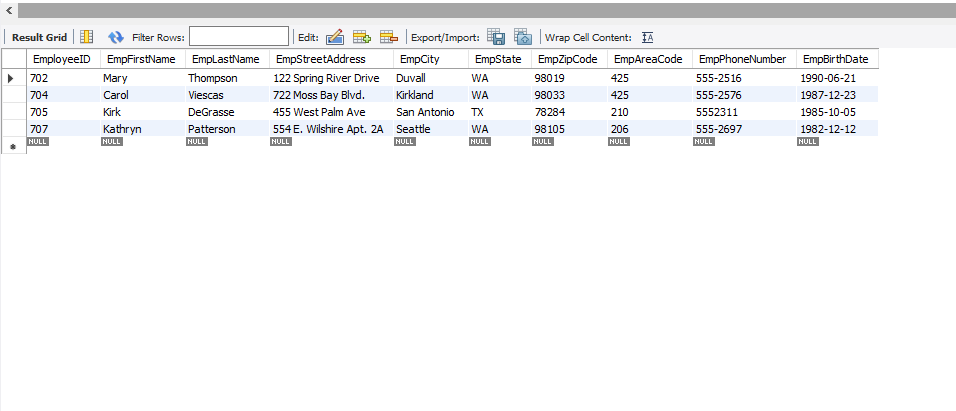 Result Grid Filter Rows: Edit: Export/Import: Wrap Cell Content:
EmployeeID EmpFirstName EmpLastName EmpStreetAddress EmpCity EmpState EmpZipCode EmpAreaCode EmpPhoneNumber EmpBirthDate
702 Mary Thompson 122 Spring River Drive Duvall WA 98019 425 555-2516 1990-06-21
704 Carol Viescas 722 Moss Bay Blvd. Kirkland WA 98033 425 555-2576 1987-12-23
705 Kirk DeGrasse 455 West Palm Ave San Antonio TX 78284 210 5552311 1985-10-05
707 Kathryn Patterson 554 E. Wilshire Apt. 2A Seattle WA 98105 206 555-2697 1982-12-12
NULL NULL NULL NULL NULL NULL NULL NULL NULL NULL